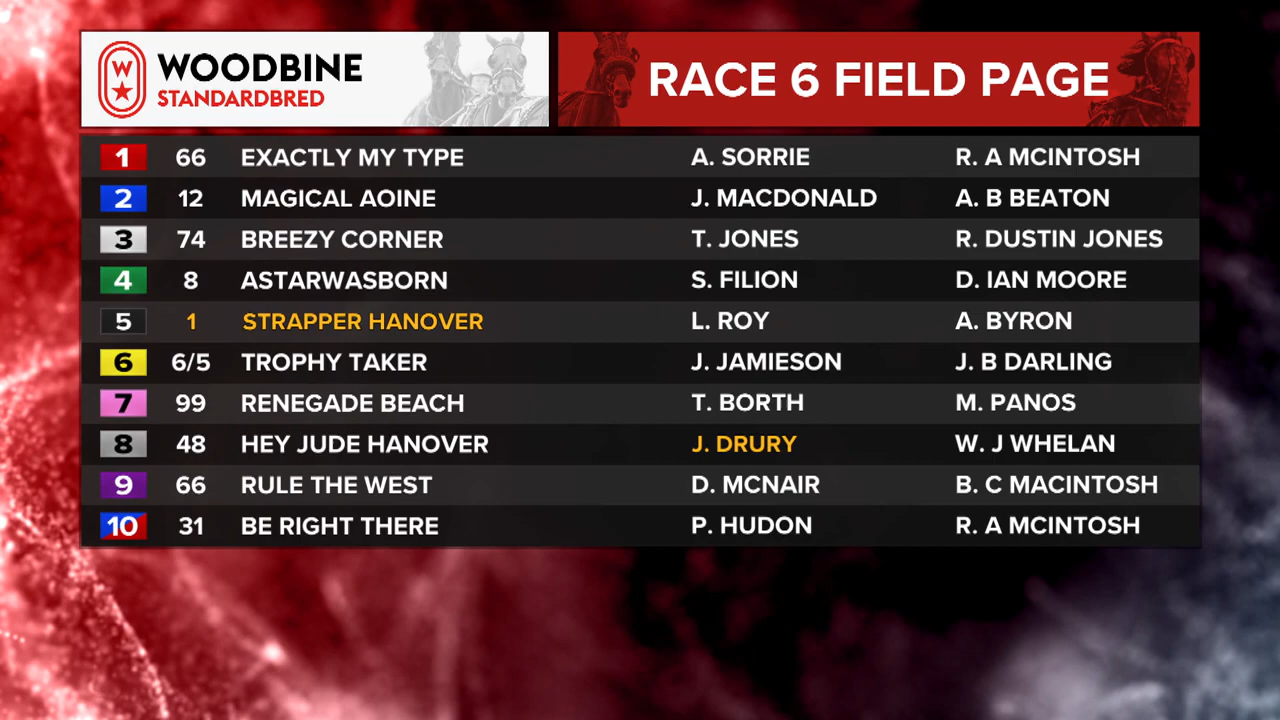 W
WOODBINE
STANDARDBRED
RACE 6 FIELD PAGE
1 66 EXACTLY MY TYPE A. SORRIE R. A MCINTOSH
2 12 MAGICAL AOINE J. MACDONALD A. B BEATON
3 74 BREEZY CORNER T. JONES R. DUSTIN JONES
4 8 ASTARWASBORN S. FILION D. IAN MOORE
5 1 STRAPPER HANOVER L. ROY A. BYRON
6 6/5 TROPHY TAKER J. JAMIESON J. B DARLING
7 99 RENEGADE BEACH T. BORTH M. PANOS
8 48 HEY JUDE HANOVER J. DRURY W. J WHELAN
9 66 RULE THE WEST D. MCNAIR B. C MACINTOSH
10 31 BE RIGHT THERE P. HUDON R. A MCINTOSH